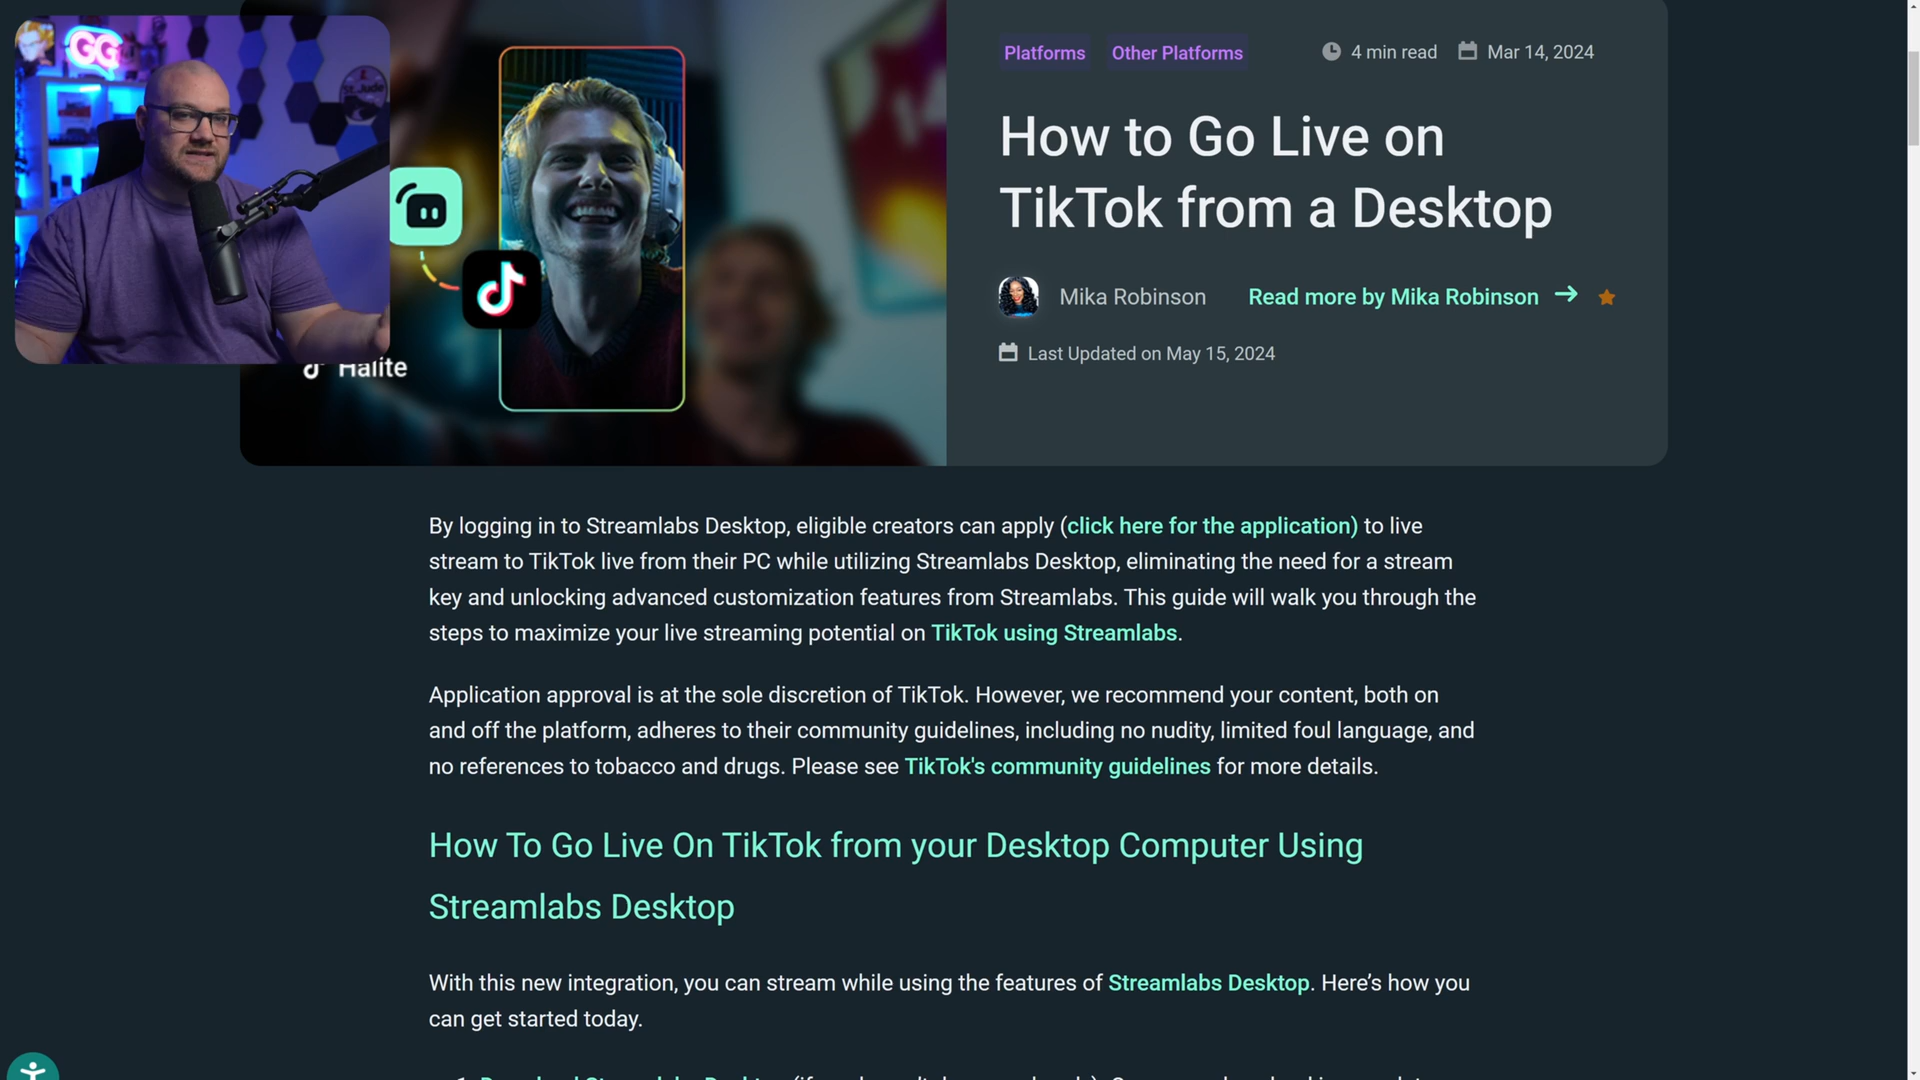 GG
St. Jude
Halite
Platforms
Other Platforms
4 min read
Mar 14, 2024
How to Go Live on
TikTok from a Desktop
Mika Robinson
Read more by Mika Robinson
Last Updated on May 15, 2024
By logging in to Streamlabs Desktop, eligible creators can apply (click here for the application) to live
stream to TikTok live from their PC while utilizing Streamlabs Desktop, eliminating the need for a stream
key and unlocking advanced customization features from Streamlabs. This guide will walk you through the
steps to maximize your live streaming potential on TikTok using Streamlabs.
Application approval is at the sole discretion of TikTok. However, we recommend your content, both on
and off the platform, adheres to their community guidelines, including no nudity, limited foul language, and
no references to tobacco and drugs. Please see TikTok's community guidelines for more details.
How To Go Live On TikTok from your Desktop Computer Using
Streamlabs Desktop
With this new integration, you can stream while using the features of Streamlabs Desktop. Here’s how you
can get started today.